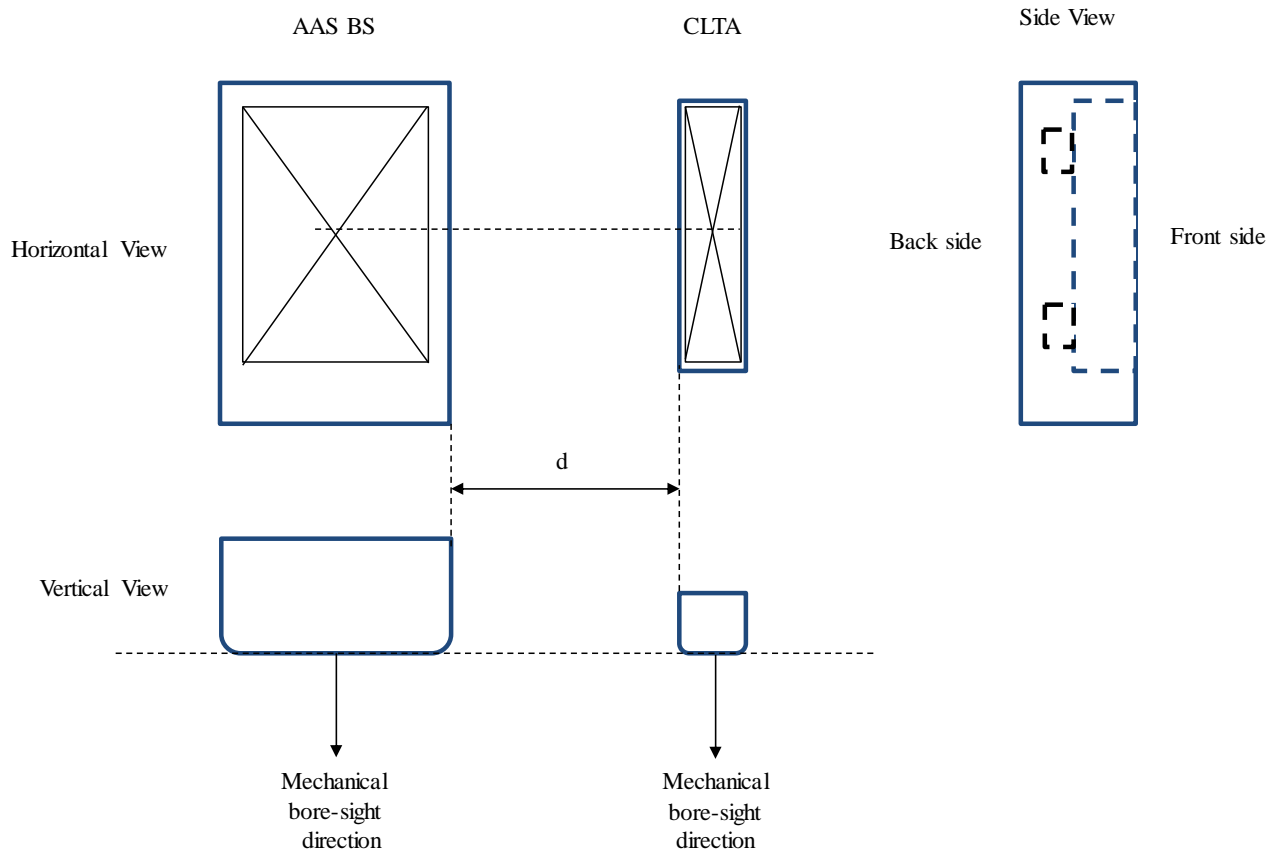 AAS BS
CLTA
Side View
Horizontal View
Back side
Front side
d
Vertical View
Mechanical
bore-sight
direction
Mechanical
bore-sight
direction